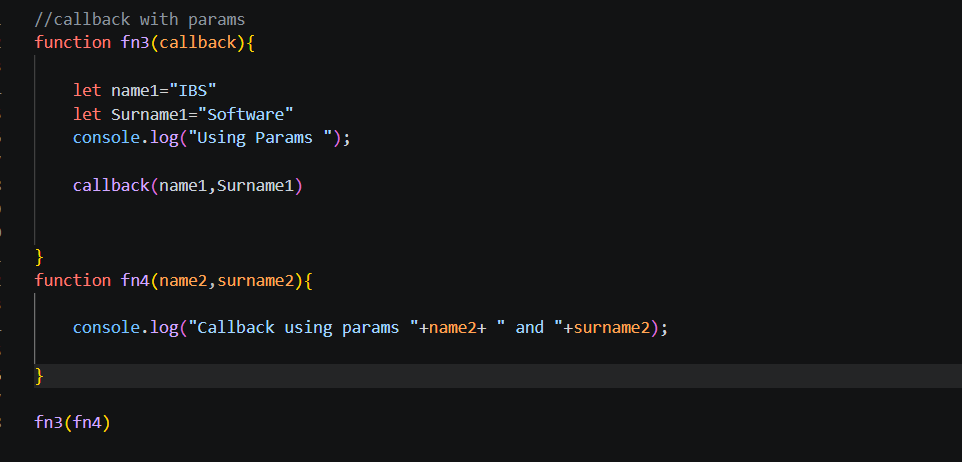 //callback with params
function fn3(callback){
let name1="IBS"
let Surname1="Software"
console.log("Using Params ");
callback(name1,Surname1)
}
function fn4(name2,surname2){
console.log("Callback using params "+name2+ " and "+surname2);
}
fn3(fn4)